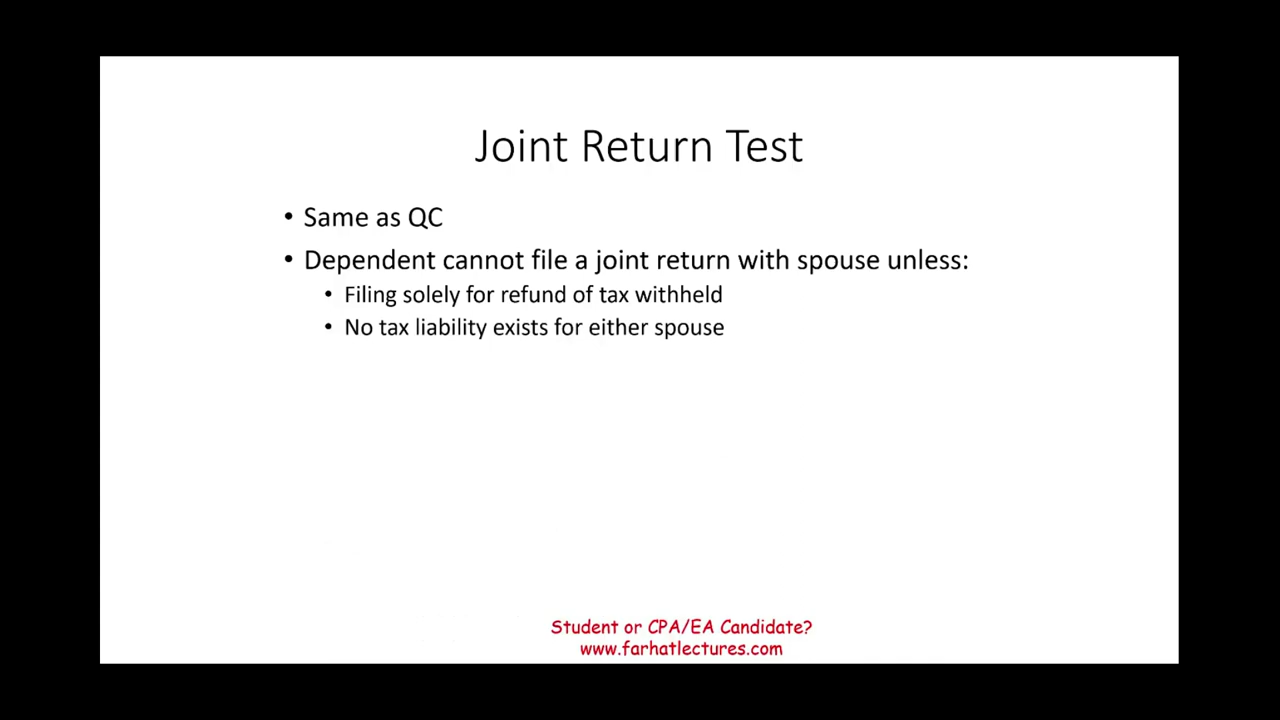 Joint Return Test
• Same as QC
• Dependent cannot file a joint return with spouse unless:
• Filing solely for refund of tax withheld
• No tax liability exists for either spouse
Student or CPA/EA Candidate?
www.farhatlectures.com